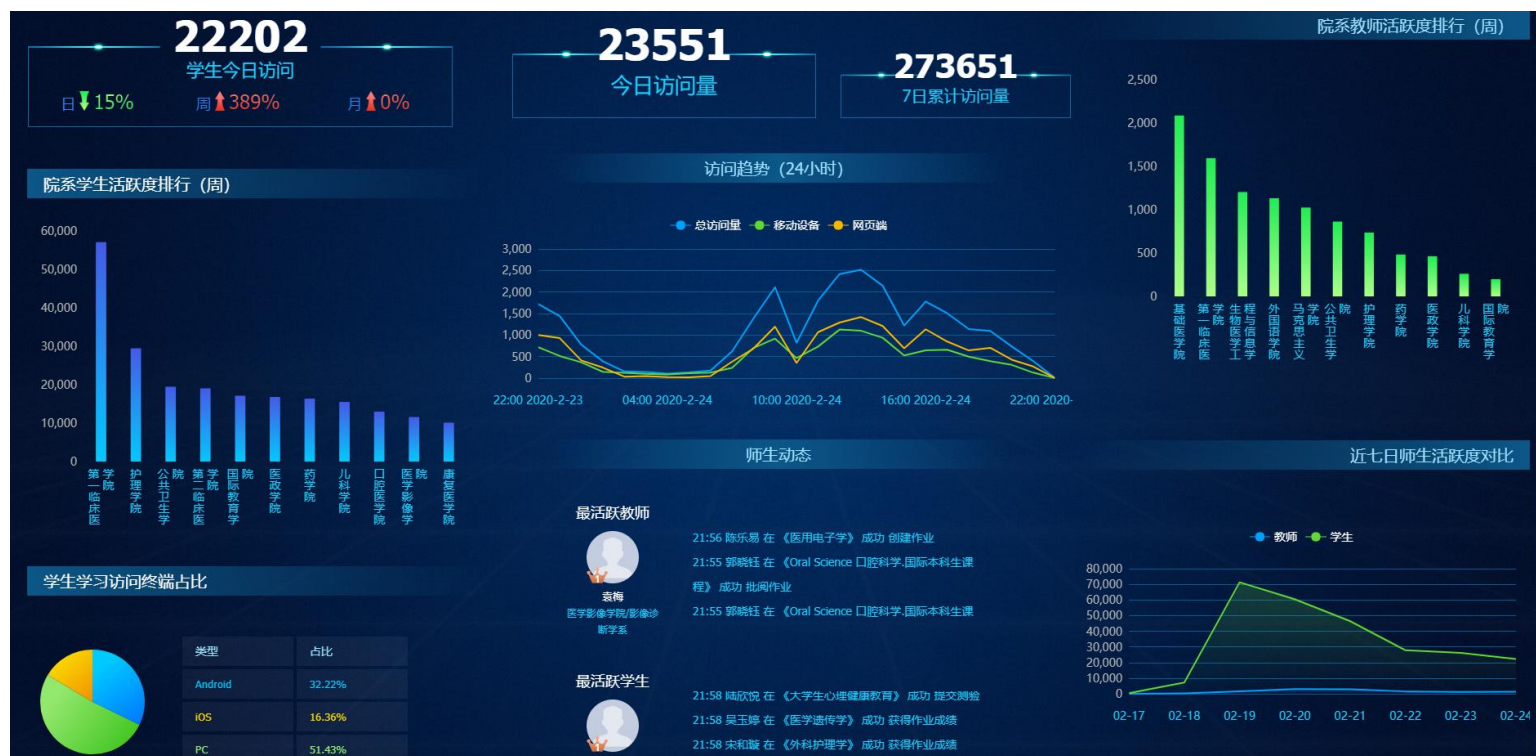 22202
学生今日访问
日 15%
周 389%
月 0%
23551
今日访问量
273651
7日累计访问量
院系教师活跃度排行（周）
2,500
2,000
1,500
1,000
500
0
基础医学院
第一临床医学院
生物医学工程与信息学院
外国语学院
马克思主义学院
公共卫生学院
护理学院
药学院
医政学院
儿科学院
国际教育学院
院系学生活跃度排行（周）
60,000
50,000
40,000
30,000
20,000
10,000
0
第一临床医学院
护理学院
公共卫生学院
第二临床医学院
国际教育学院
医政学院
药学院
儿科学院
口腔医学院
医学影像学院
康复医学院
访问趋势（24小时）
总访问量 移动设备 网页端
3,000
2,500
2,000
1,500
1,000
500
0
22:00 2020-2-23 04:00 2020-2-24 10:00 2020-2-24 16:00 2020-2-24 22:00 2020-
师生动态
最活跃教师
袁梅
医学影像学院/影像诊
断学系
21:56 陈乐易 在 《医用电子学》 成功 创建作业
21:55 郭晓钰 在 《Oral Science 口腔科学.国际本科生课
程》 成功 批阅作业
21:55 郭晓钰 在 《Oral Science 口腔科学.国际本科生课
最活跃学生
21:58 陆欣悦 在 《大学生心理健康教育》 成功 提交测验
21:58 吴玉婷 在 《医学遗传学》 成功 获得作业成绩
21:58 宋和璇 在 《外科护理学》 成功 获得作业成绩
近七日师生活跃度对比
教师 学生
80,000
70,000
60,000
50,000
40,000
30,000
20,000
10,000
0
02-17 02-18 02-19 02-20 02-21 02-22 02-23 02-24
学生学习访问终端占比
类型 占比
Android 32.22%
iOS 16.36%
PC 51.43%